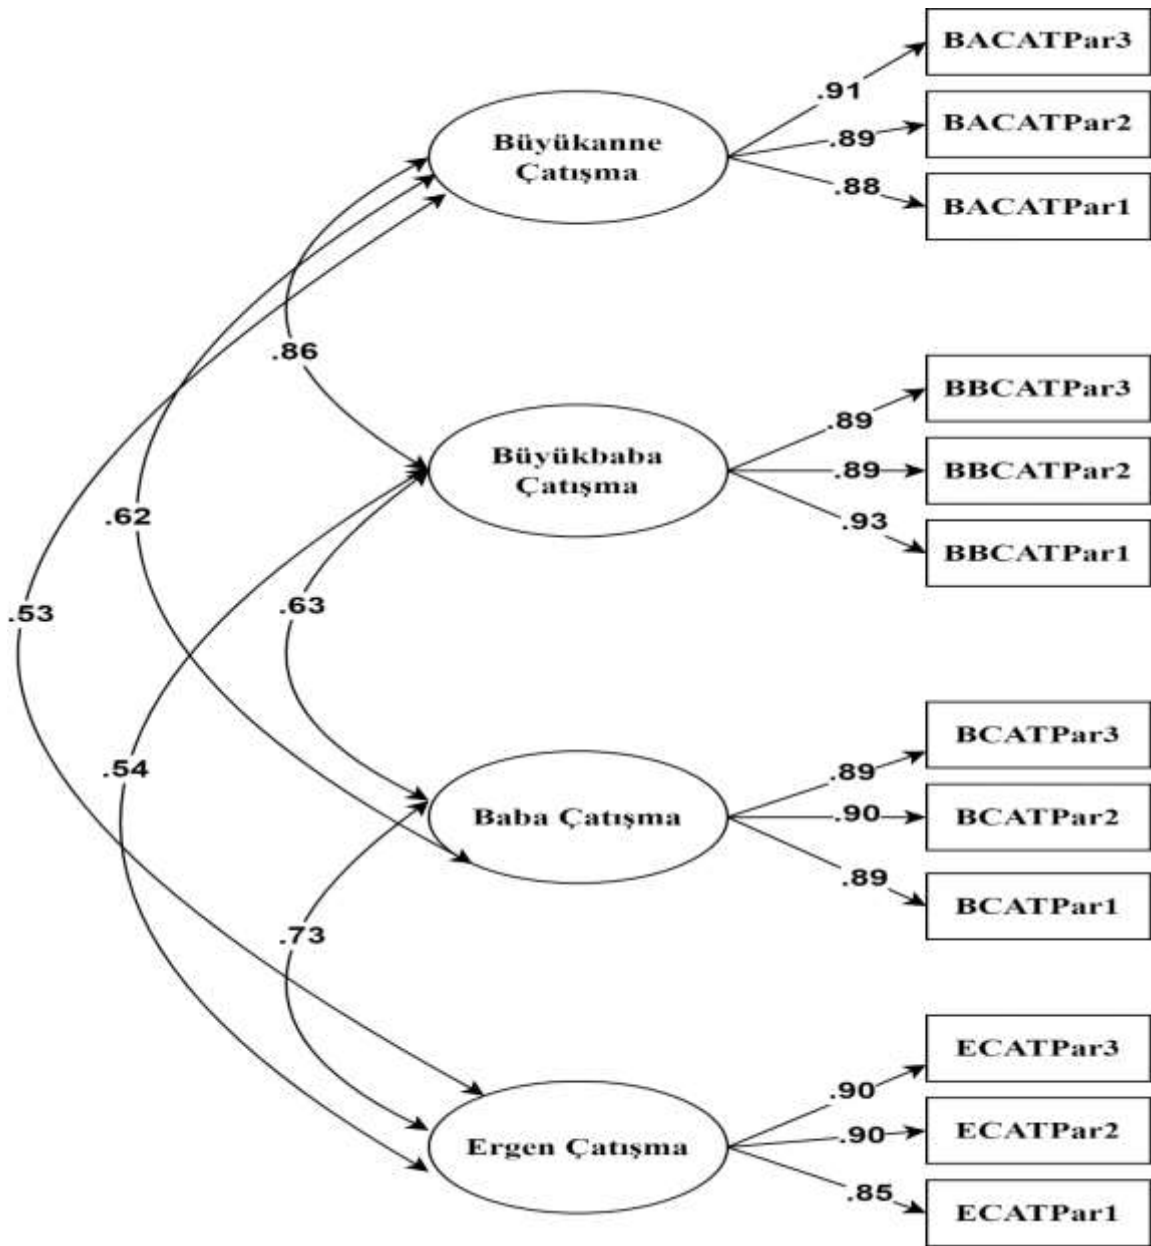 BACATPar3
.91
Büyükanne
Çatışma
BACATPar2
.89
.88
BACATPar1
.86
BBCATPar3
.89
Büyükbaba
Çatışma
BBCATPar2
.89
.93
BBCATPar1
.62
.63
.53
BCATPar3
.89
.54
Baba Çatışma
.90
BCATPar2
.89
BCATPar1
.73
ECATPar3
.90
Ergen Çatışma
.90
ECATPar2
.85
ECATPar1